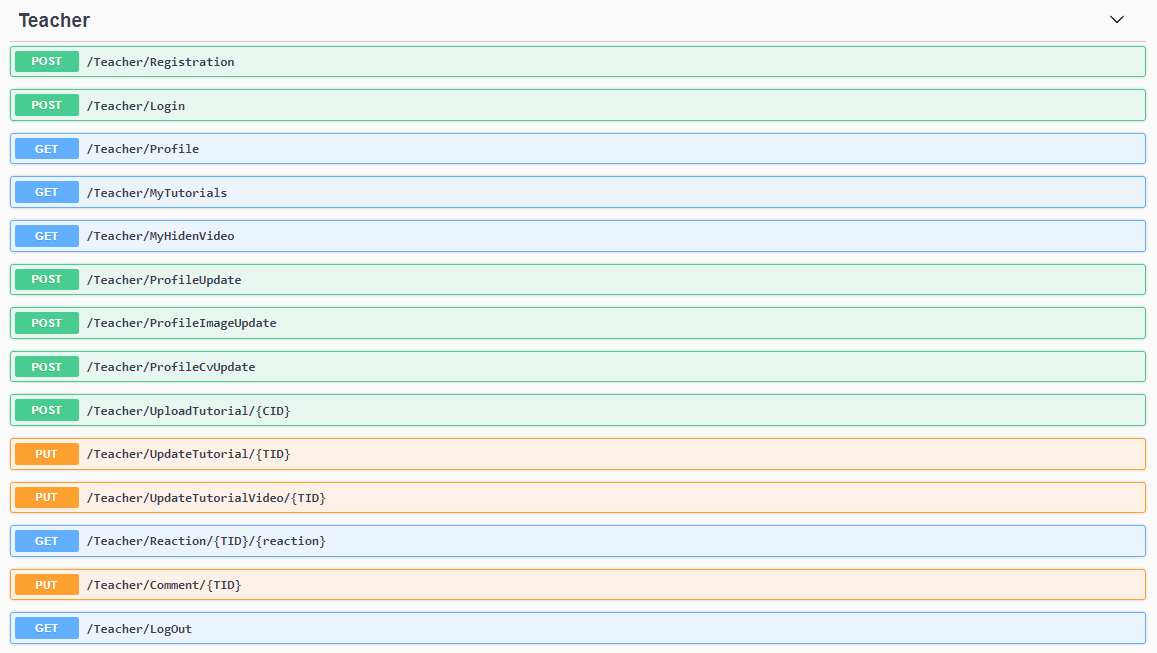 Teacher
POST /Teacher/Registration
POST /Teacher/Login
GET /Teacher/Profile
GET /Teacher/MyTutorials
GET /Teacher/MyHidenVideo
POST /Teacher/ProfileUpdate
POST /Teacher/ProfileImageUpdate
POST /Teacher/ProfileCvUpdate
POST /Teacher/UploadTutorial/{CID}
PUT /Teacher/UpdateTutorial/{TID}
PUT /Teacher/UpdateTutorialVideo/{TID}
GET /Teacher/Reaction/{TID}/{reaction}
PUT /Teacher/Comment/{TID}
GET /Teacher/LogOut